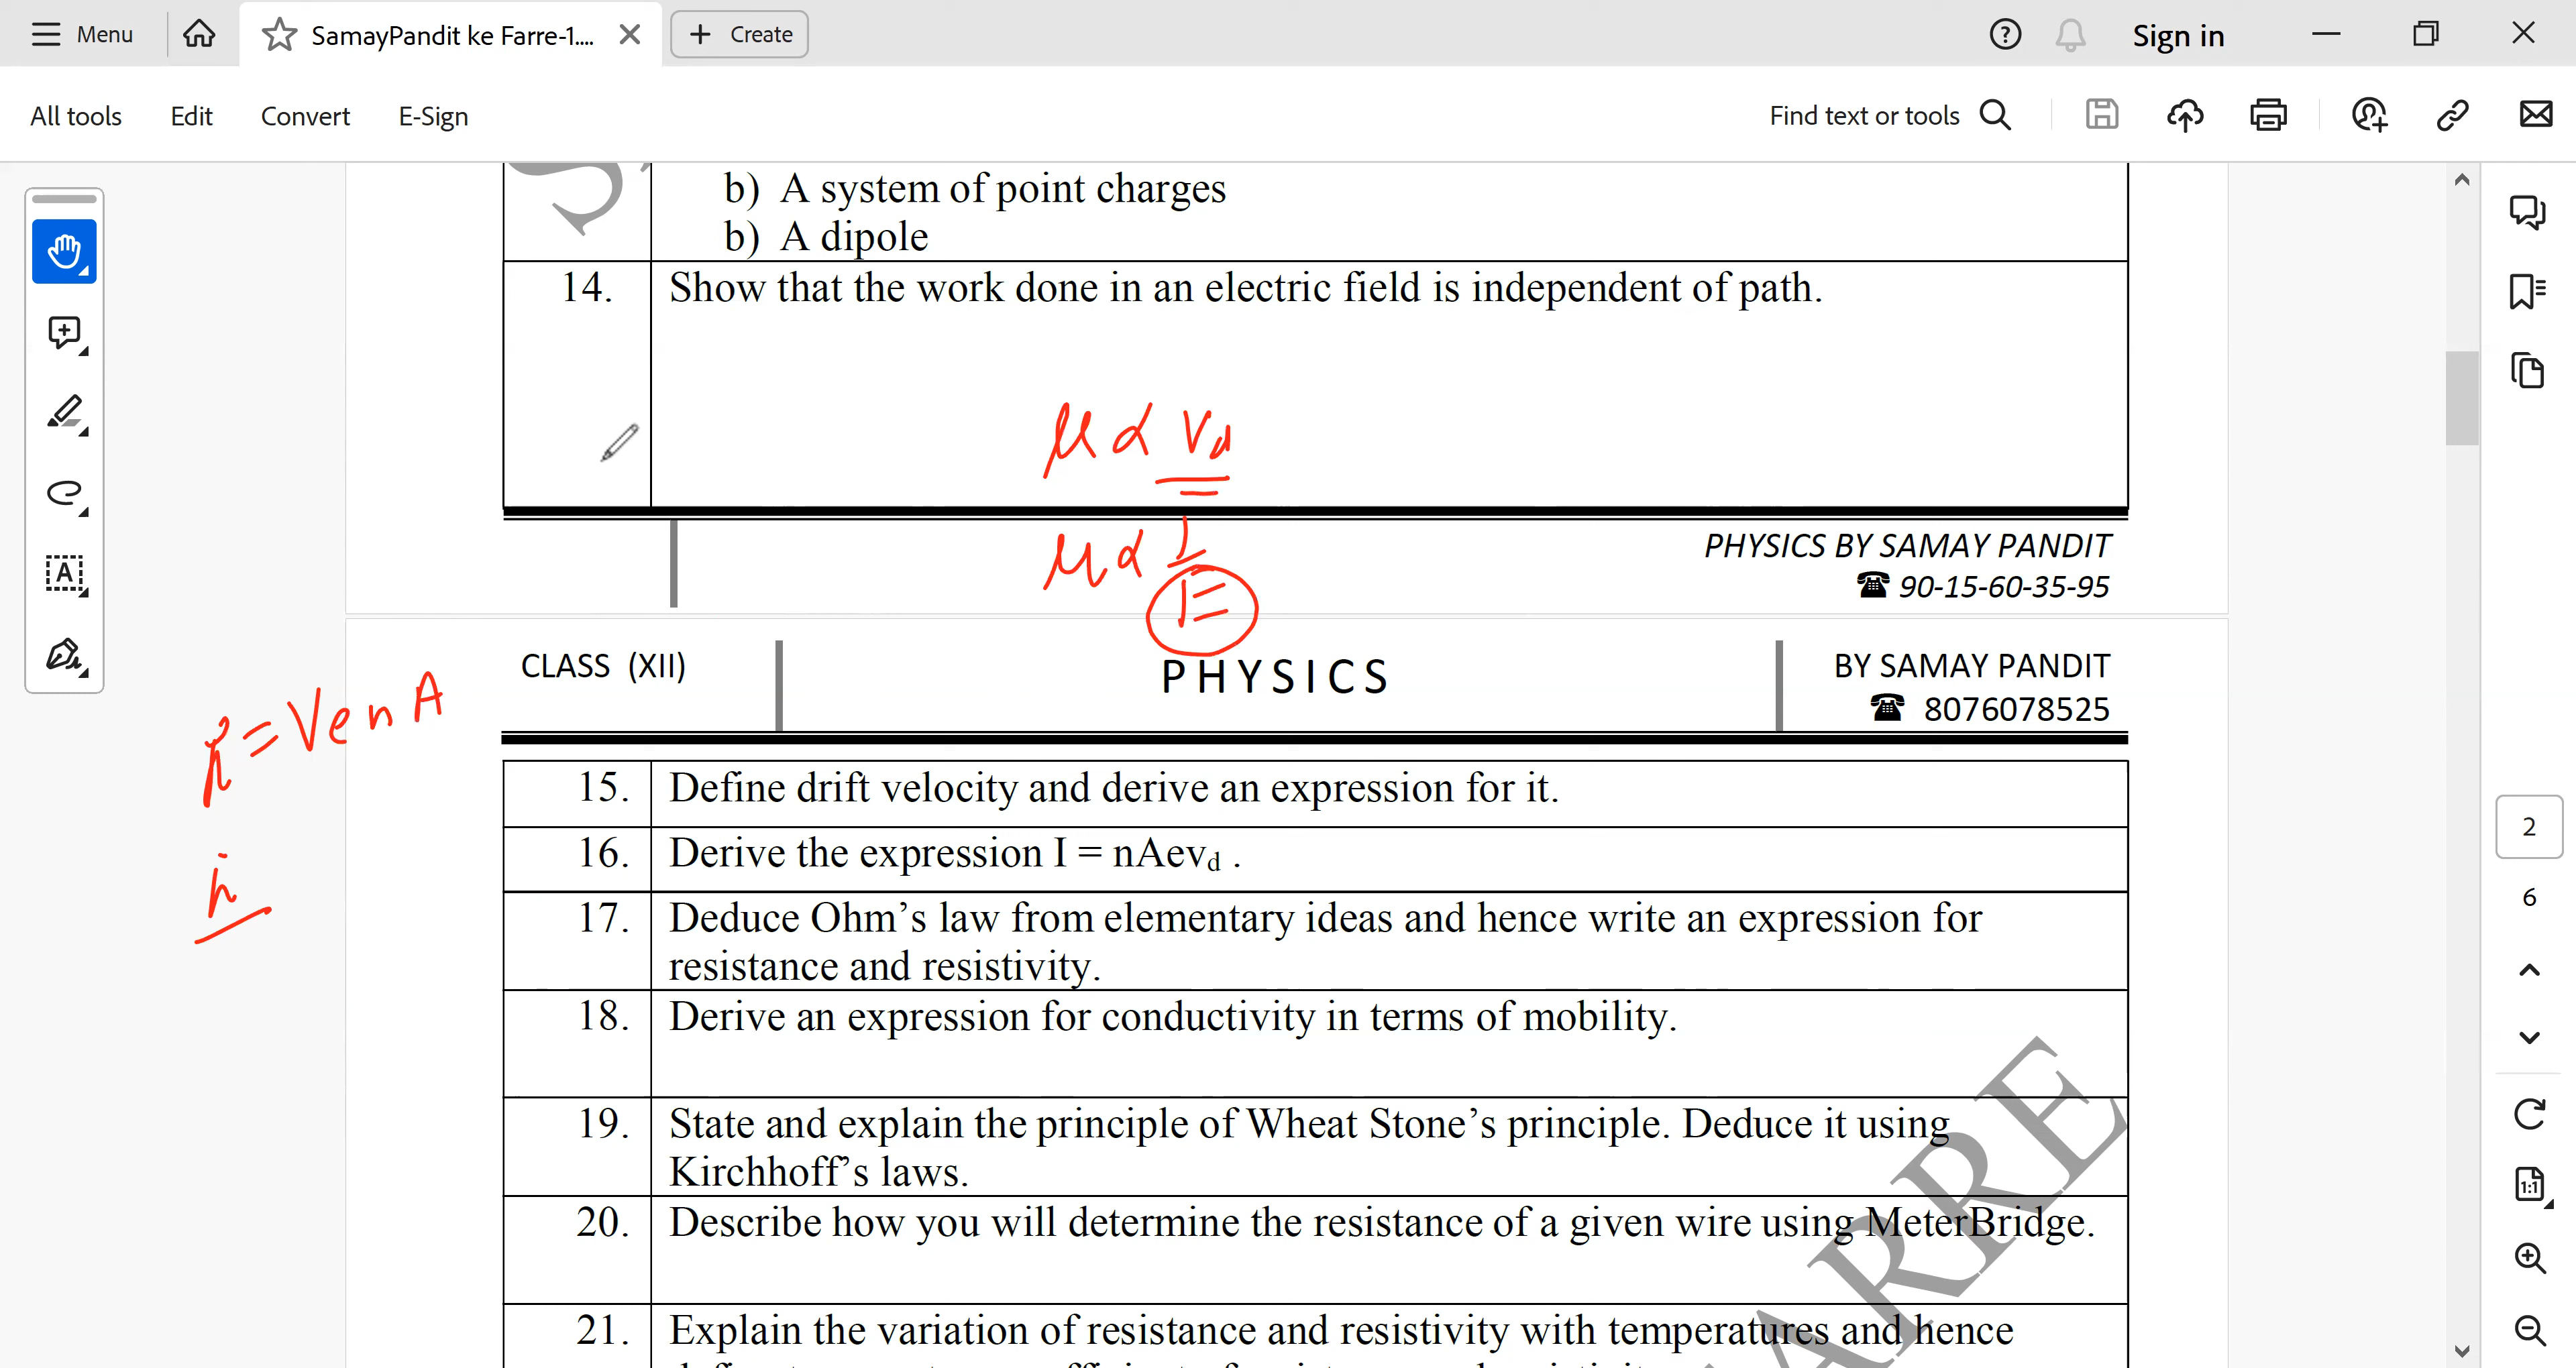 Menu
SamayPandit ke Farre-1....
Create
Sign in
All tools Edit Convert E-Sign
Find text or tools
b) A system of point charges
b) A dipole
14. Show that the work done in an electric field is independent of path.
μ α Vd
μ α 1/E
PHYSICS BY SAMAY PANDIT
90-15-60-35-95
CLASS (XII)
PHYSICS
BY SAMAY PANDIT
8076078525
i = VenA
15. Define drift velocity and derive an expression for it.
16. Derive the expression I = nAevd .
17. Deduce Ohm’s law from elementary ideas and hence write an expression for
resistance and resistivity.
18. Derive an expression for conductivity in terms of mobility.
19. State and explain the principle of Wheat Stone’s principle. Deduce it using
Kirchhoff’s laws.
20. Describe how you will determine the resistance of a given wire using MeterBridge.
21. Explain the variation of resistance and resistivity with temperatures and hence
ARRE
2
6
1:1